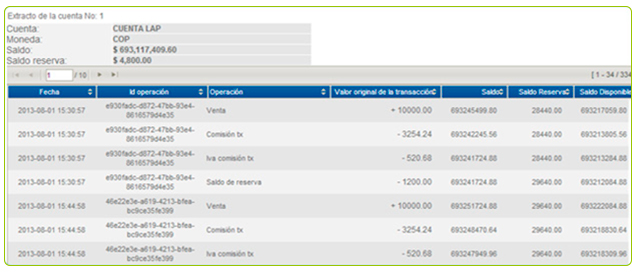 Extracto de la cuenta No: 1
Cuenta: CUENTA LAP
Moneda: COP
Saldo: $ 693,117,409.60
Saldo reserva: $ 4,800.00
1 / 10 [ 1 - 34 / 334
Fecha Id operación Operación Valor original de la transacción Saldo Saldo Reserva Saldo Disponible
2013-08-01 15:30:57 e930fadc-d872-47bb-93e4-8616579d4e35 Venta + 10000.00 693245499.80 28440.00 693217059.80
2013-08-01 15:30:57 e930fadc-d872-47bb-93e4-8616579d4e35 Comisión tx - 3254.24 693242245.56 28440.00 693213805.56
2013-08-01 15:30:57 e930fadc-d872-47bb-93e4-8616579d4e35 Iva comisión tx - 520.68 693241724.88 28440.00 693213284.88
2013-08-01 15:30:57 e930fadc-d872-47bb-93e4-8616579d4e35 Saldo de reserva - 1200.00 693241724.88 29640.00 693212084.88
2013-08-01 15:44:58 46e22e3e-a619-4213-bfea-bc9ce35fe399 Venta + 10000.00 693251724.88 29640.00 693222084.88
2013-08-01 15:44:58 46e22e3e-a619-4213-bfea-bc9ce35fe399 Comisión tx - 3254.24 693248470.64 29640.00 693218830.64
2013-08-01 15:44:58 46e22e3e-a619-4213-bfea-bc9ce35fe399 Iva comisión tx - 520.68 693247949.96 29640.00 693218309.96